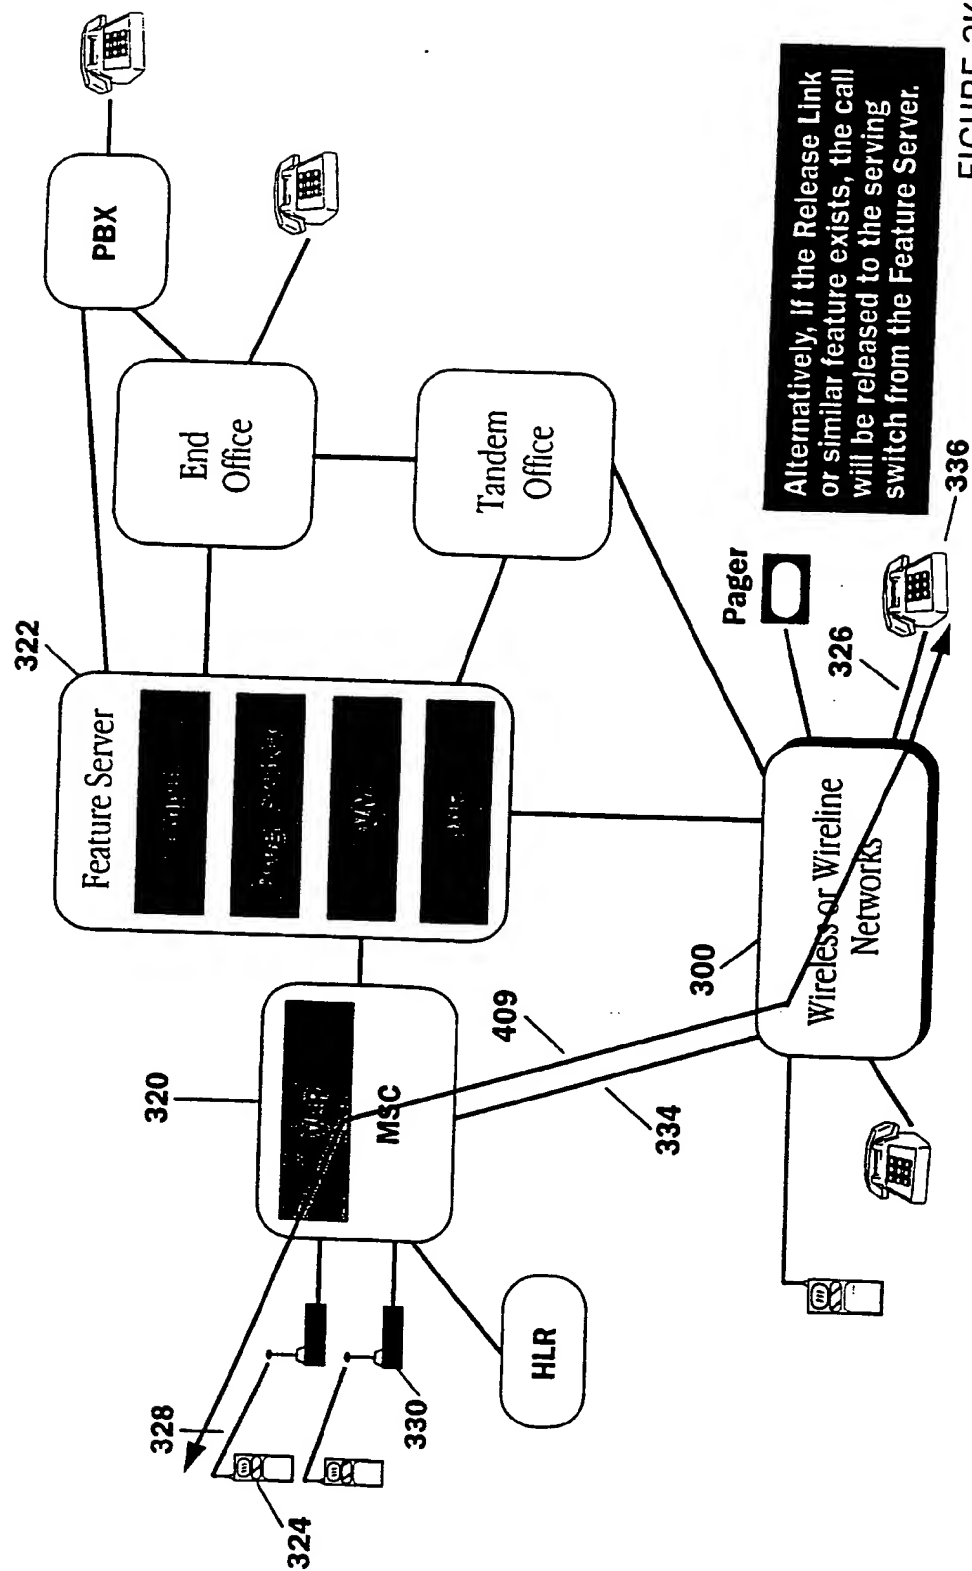 PBX
End
Office
Tandem
Office
322
Feature Server
320
MSC
409
334
328
324
330
HLR
300
Wireless or Wireline
Networks
Pager
326
336
Alternatively, if the Release Link
or similar feature exists, the call
will be released to the serving
switch from the Feature Server.